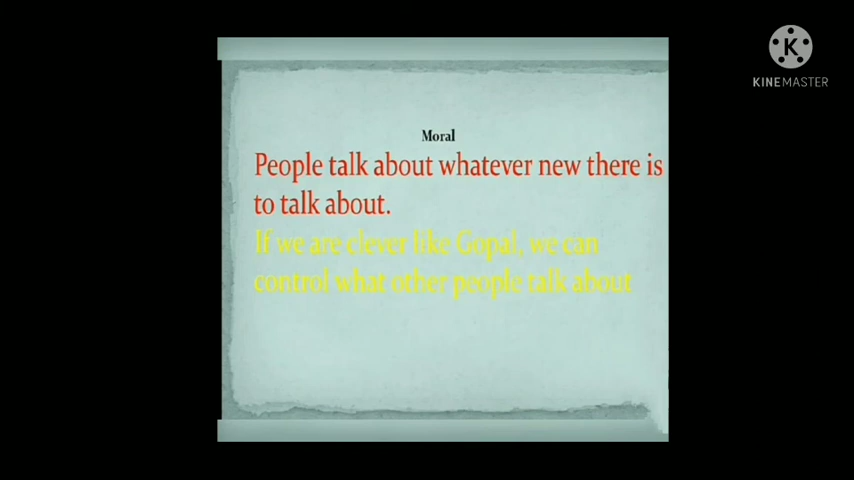 KINEMASTER
Moral
People talk about whatever new there is
to talk about.
If we are clever like Gopal, we can
control what other people talk about